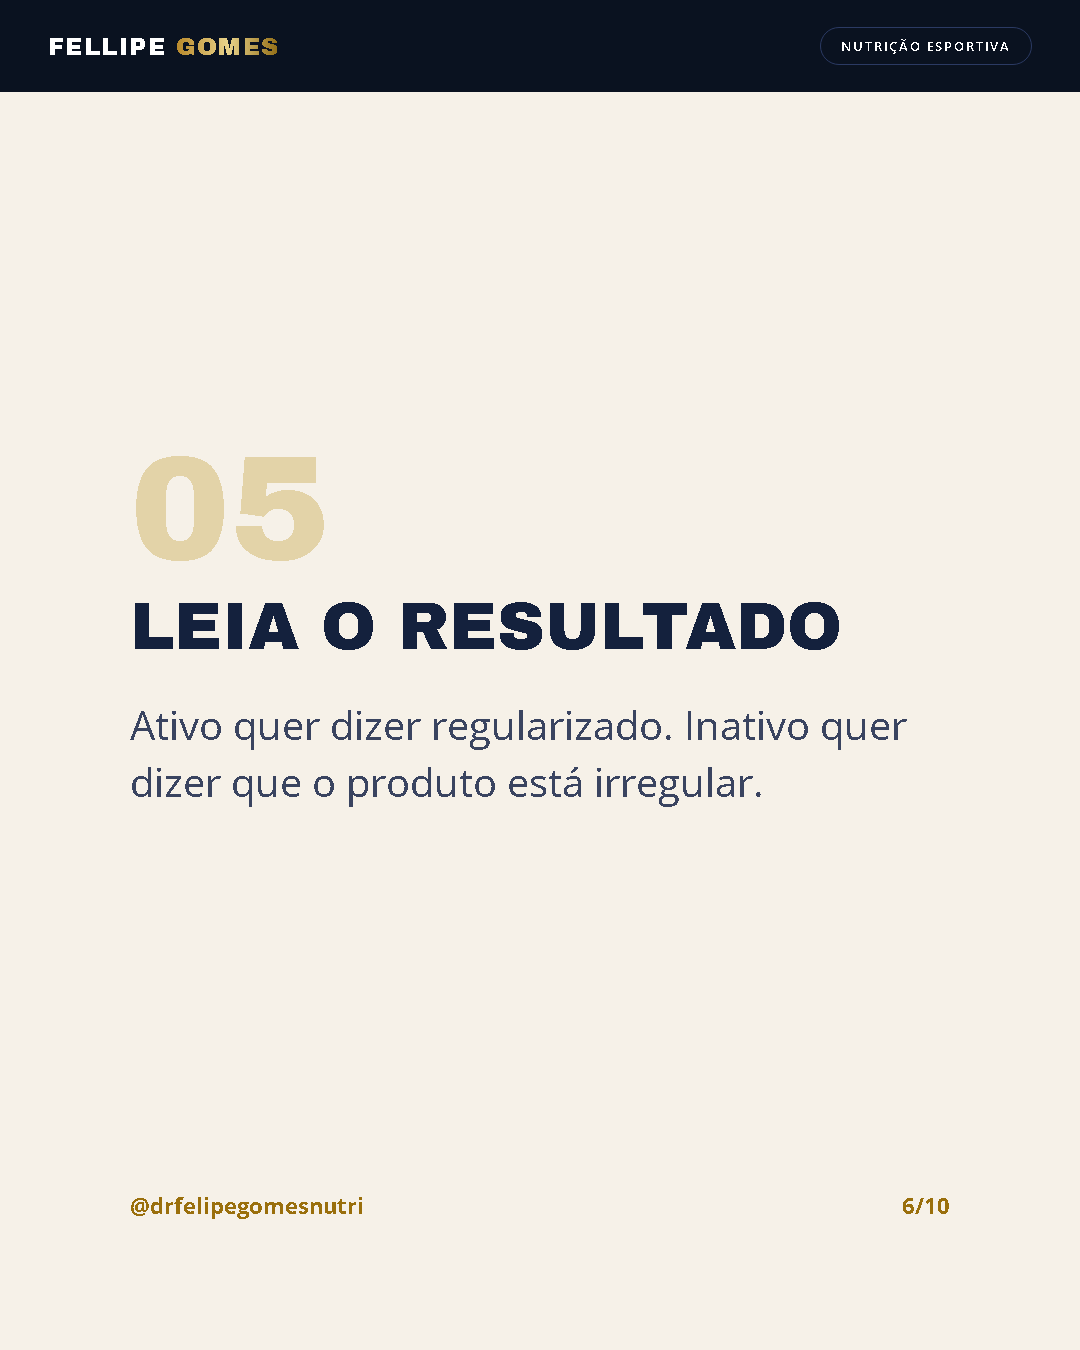 FELLIPE GOMES
NUTRIÇÃO ESPORTIVA
05
LEIA O RESULTADO
Ativo quer dizer regularizado. Inativo quer
dizer que o produto está irregular.
@drfelipegomesnutri
6/10